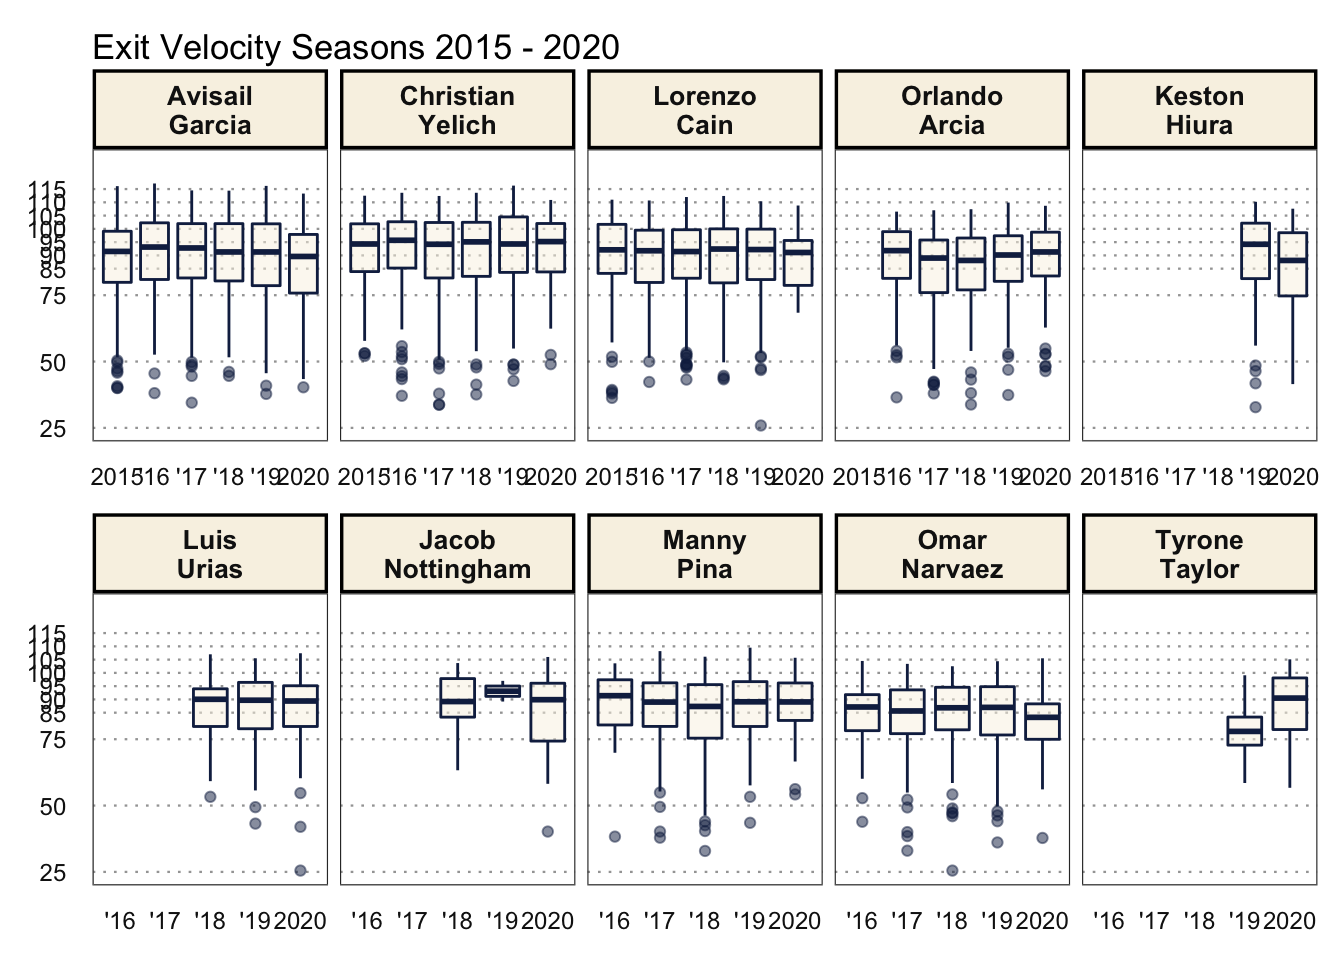 Exit Velocity Seasons 2015 - 2020
Avisail
Garcia
Christian
Yelich
Lorenzo
Cain
Orlando
Arcia
Keston
Hiura
115
110
105
100
95
90
85
75
50
25
2015 '16 '17 '18 '19 2020 2015 '16 '17 '18 '19 2020 2015 '16 '17 '18 '19 2020 2015 '16 '17 '18 '19 2020 2015 '16 '17 '18 '19 2020
Luis
Urias
Jacob
Nottingham
Manny
Pina
Omar
Narvaez
Tyrone
Taylor
115
110
105
100
95
90
85
75
50
25
'16 '17 '18 '19 2020 '16 '17 '18 '19 2020 '16 '17 '18 '19 2020 '16 '17 '18 '19 2020 '16 '17 '18 '19 2020